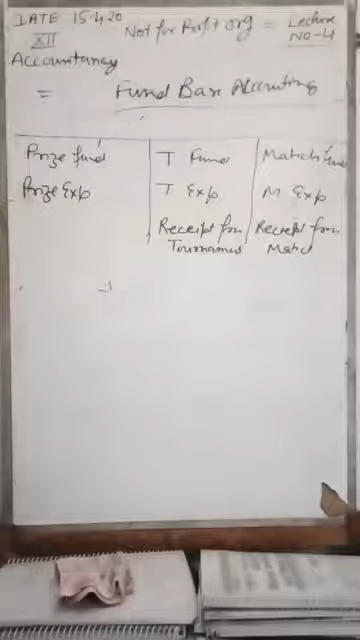 DATE 15.4.20 Not for Profit org = Lecture
XII NO-4
Accountancy
= Fund Base Accounting
Prize fund T Fund Match fund
Prize Exp T Exp M Exp
Receipt from Receipt from
Tournament Match